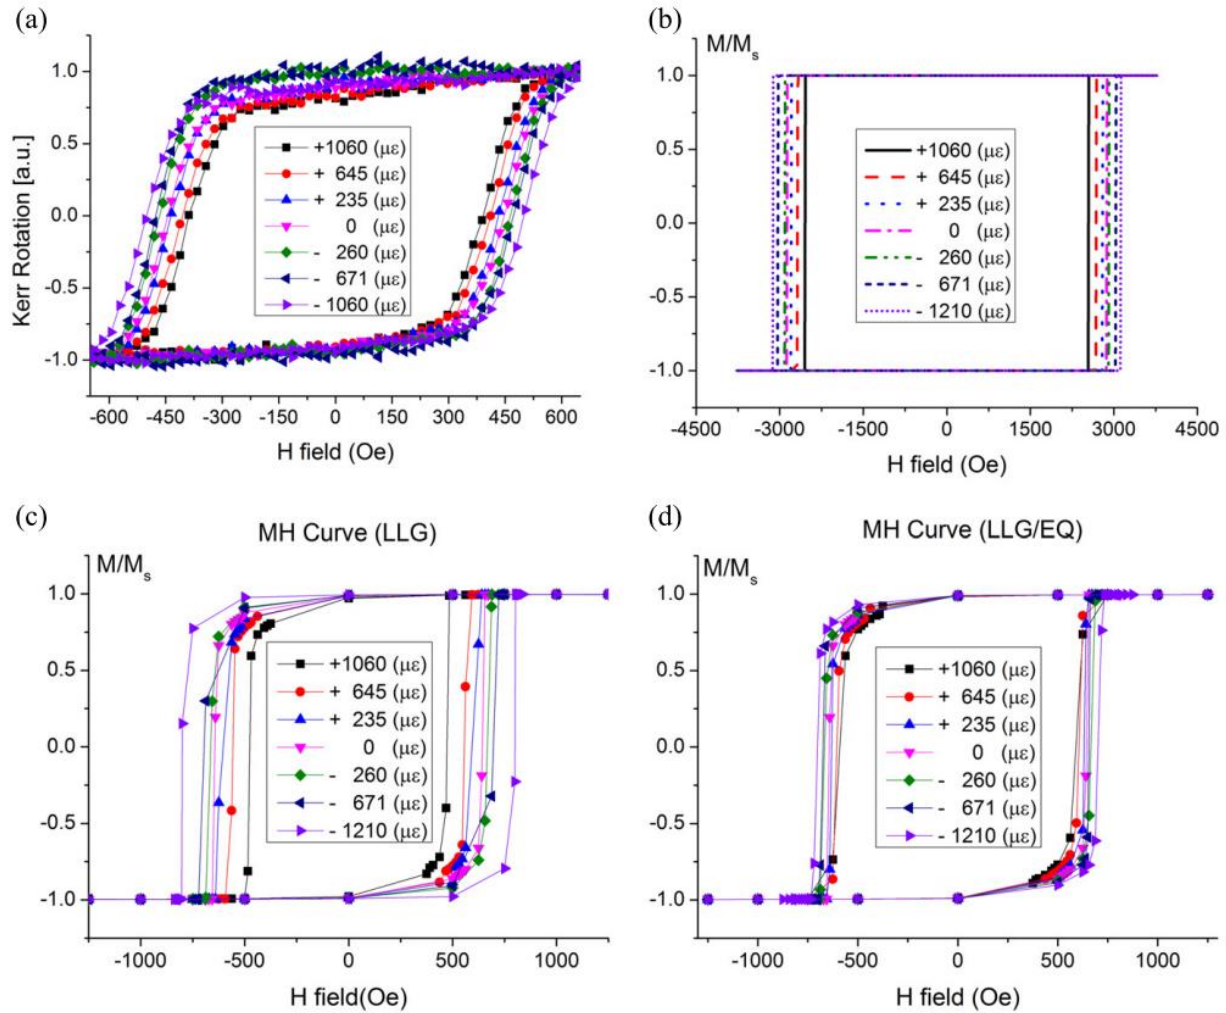 (a)
Kerr Rotation [a.u.]
1.0
0.5
0.0
-0.5
-1.0
+1060 (με)
+ 645 (με)
+ 235 (με)
0 (με)
- 260 (με)
- 671 (με)
- 1060 (με)
-600 -450 -300 -150 0 150 300 450 600
H field (Oe)
(b)
M/Ms
1.0
0.5
0.0
-0.5
-1.0
+1060 (με)
+ 645 (με)
+ 235 (με)
0 (με)
- 260 (με)
- 671 (με)
- 1210 (με)
-4500 -3000 -1500 0 1500 3000 4500
H field (Oe)
(c)
MH Curve (LLG)
M/Ms
1.0
0.5
0.0
-0.5
-1.0
+1060 (με)
+ 645 (με)
+ 235 (με)
0 (με)
- 260 (με)
- 671 (με)
- 1210 (με)
-1000 -500 0 500 1000
H field(Oe)
(d)
MH Curve (LLG/EQ)
M/Ms
1.0
0.5
0.0
-0.5
-1.0
+1060 (με)
+ 645 (με)
+ 235 (με)
0 (με)
- 260 (με)
- 671 (με)
- 1210 (με)
-1000 -500 0 500 1000
H field (Oe)